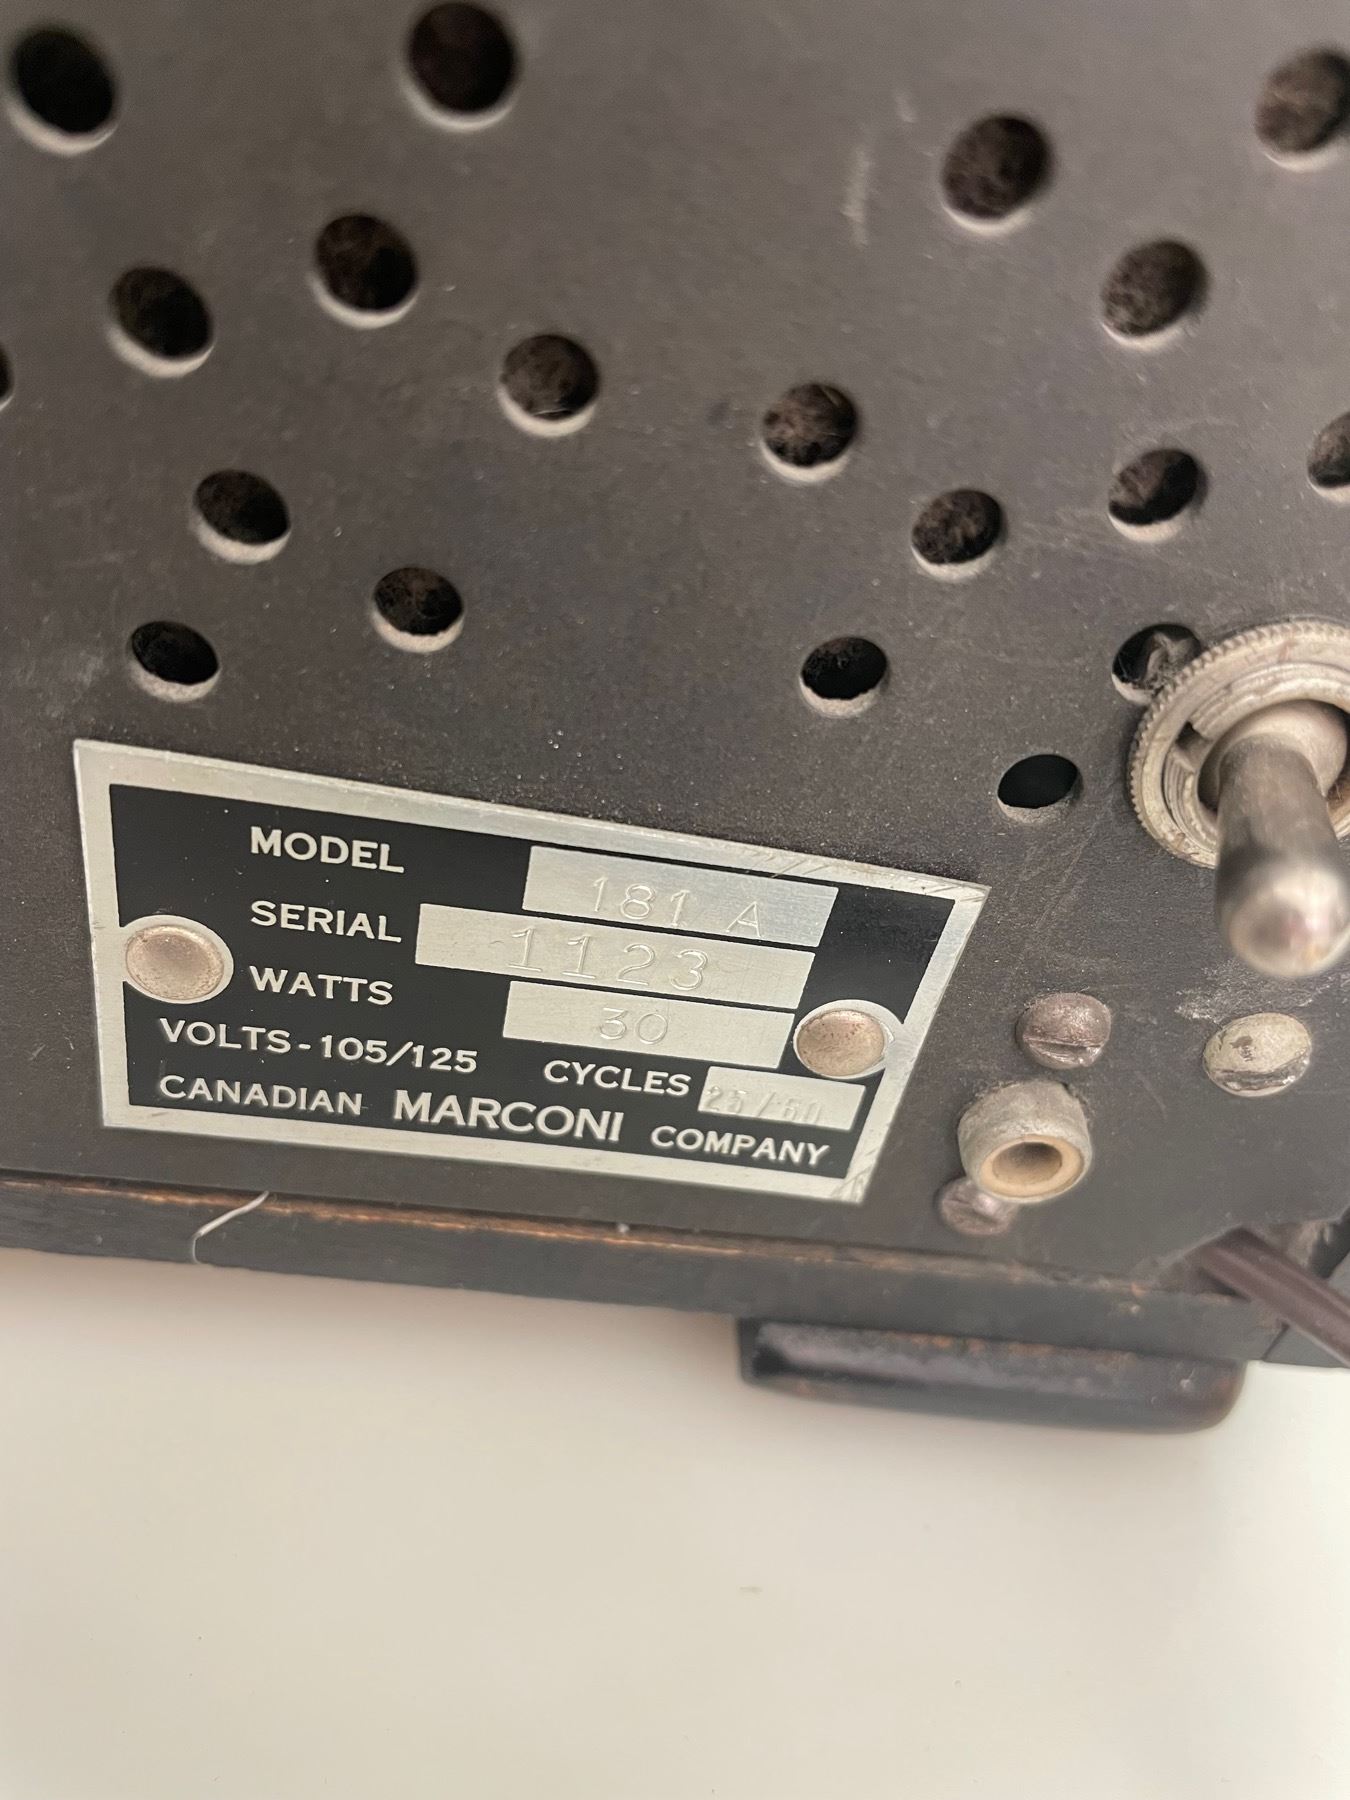 MODEL 181 A
SERIAL 1123
WATTS 30
VOLTS-105/125 CYCLES 25/60
CANADIAN MARCONI COMPANY